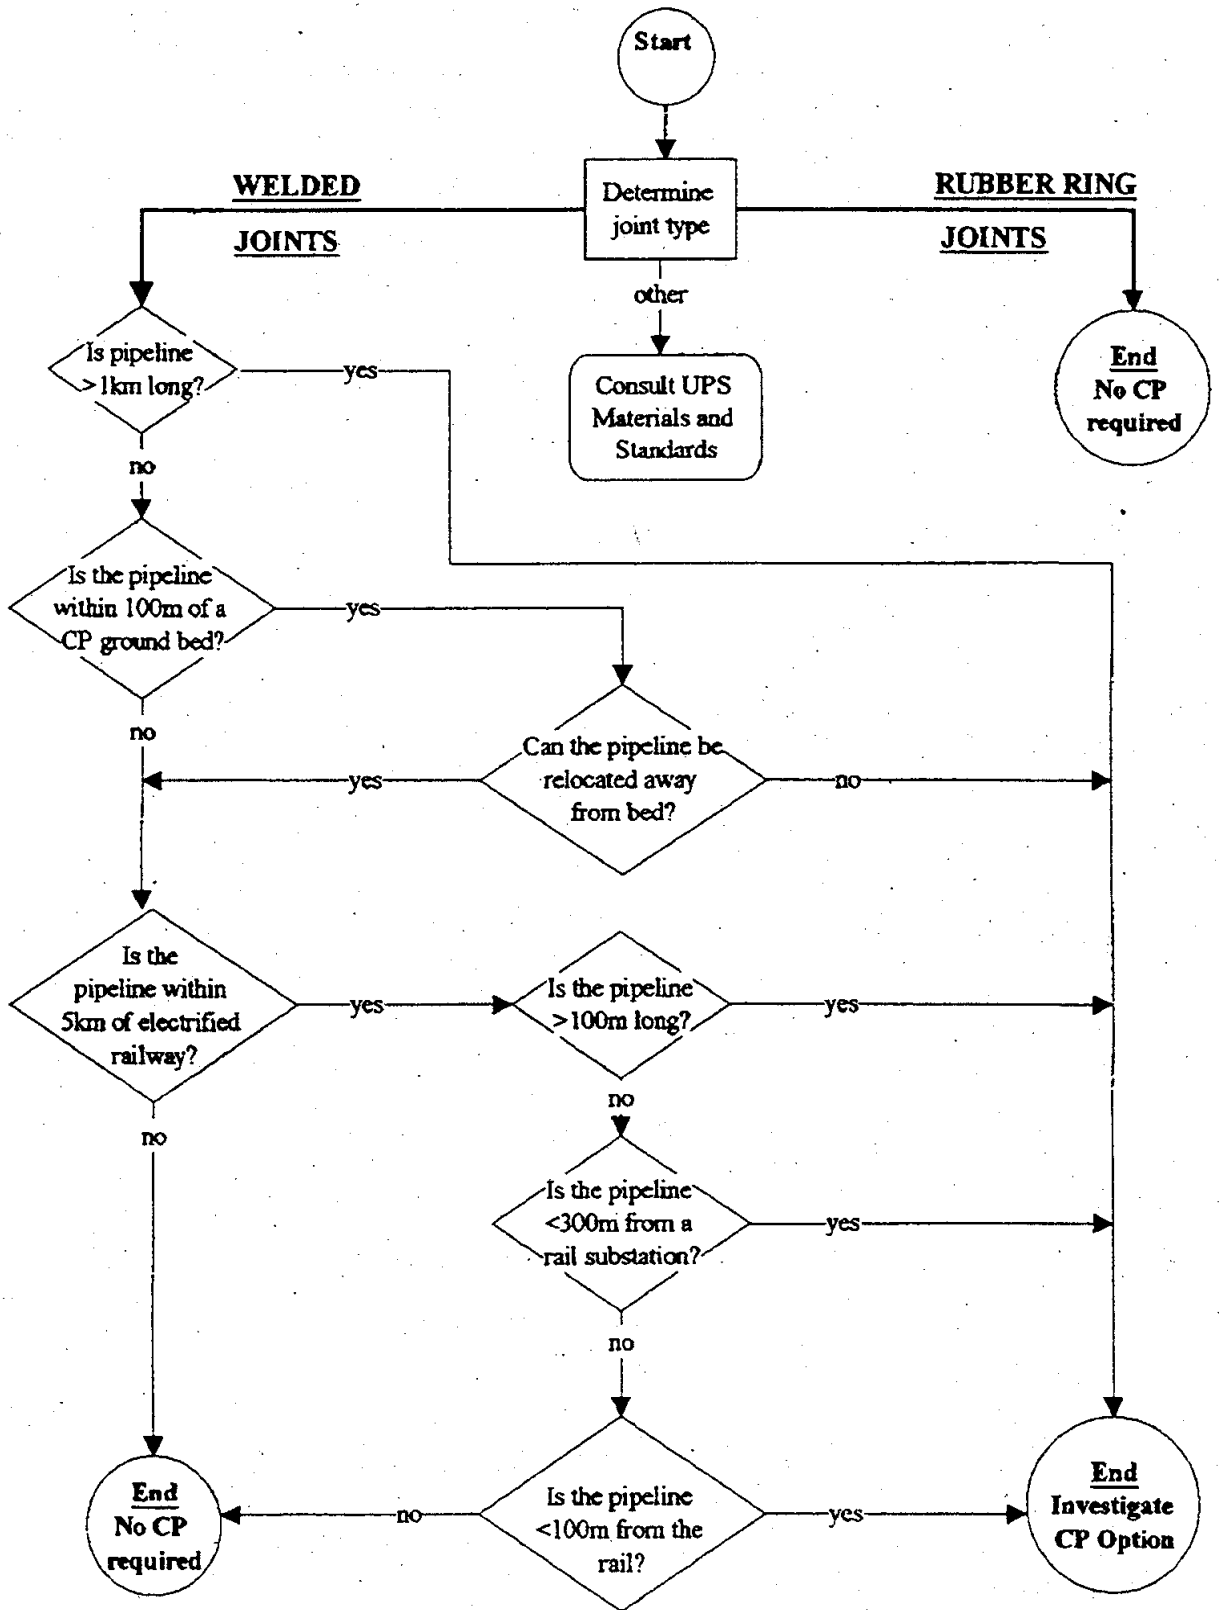 Start
Determine
joint type
WELDED
JOINTS
RUBBER RING
JOINTS
other
Consult UPS
Materials and
Standards
End
No CP
required
Is pipeline
>1km long?
yes
no
Is the pipeline
within 100m of a
CP ground bed?
yes
no
Can the pipeline be
relocated away
from bed?
yes
no
Is the
pipeline within
5km of electrified
railway?
yes
no
Is the pipeline
>100m long?
yes
no
Is the pipeline
<300m from a
rail substation?
yes
no
Is the pipeline
<100m from the
rail?
no
yes
End
No CP
required
End
Investigate
CP Option